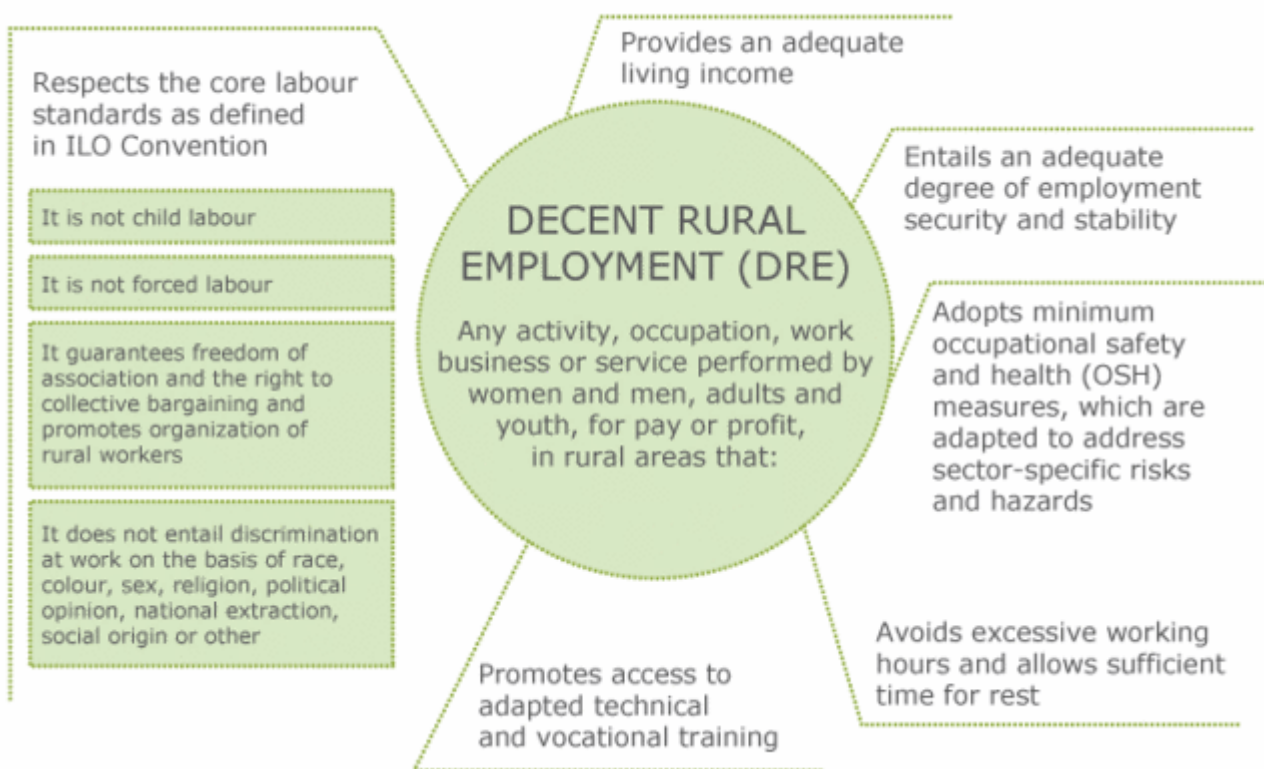 Respects the core labour
standards as defined
in ILO Convention
It is not child labour
It is not forced labour
It guarantees freedom of
association and the right to
collective bargaining and
promotes organization of
rural workers
It does not entail discrimination
at work on the basis of race,
colour, sex, religion, political
opinion, national extraction,
social origin or other
DECENT RURAL
EMPLOYMENT (DRE)
Any activity, occupation, work
business or service performed by
women and men, adults and
youth, for pay or profit,
in rural areas that:
Provides an adequate
living income
Entails an adequate
degree of employment
security and stability
Adopts minimum
occupational safety
and health (OSH)
measures, which are
adapted to address
sector-specific risks
and hazards
Avoids excessive working
hours and allows sufficient
time for rest
Promotes access to
adapted technical
and vocational training